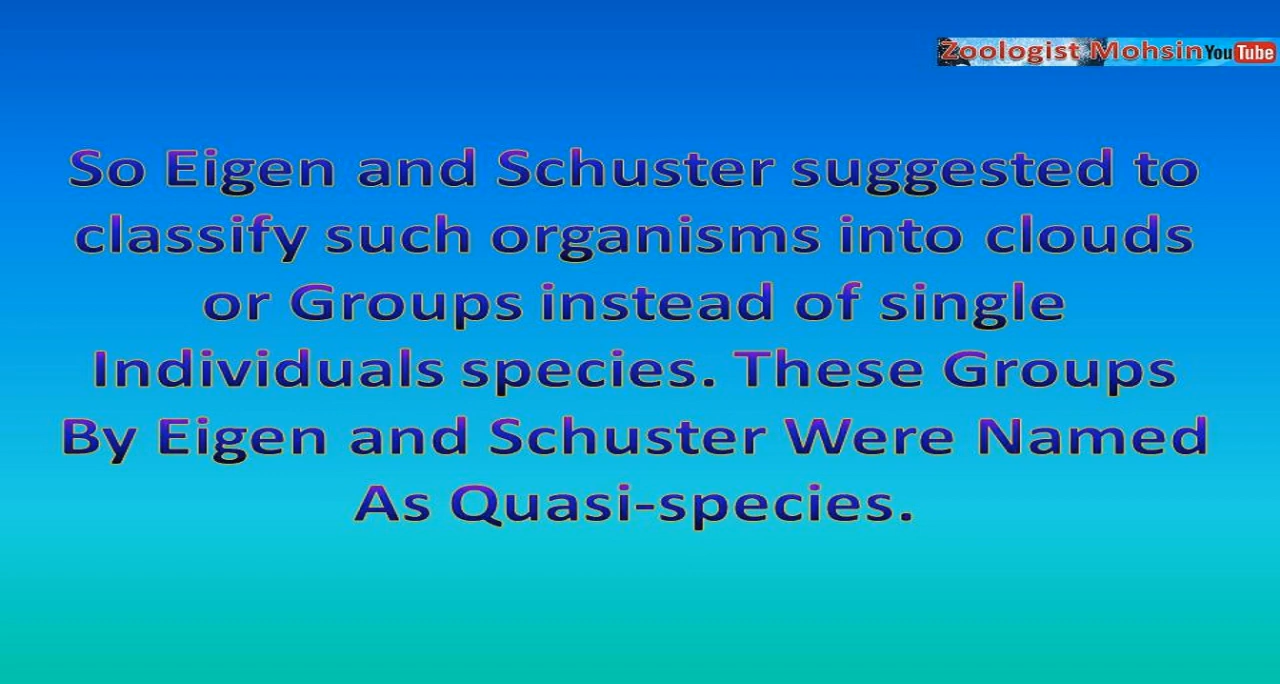 Zoologist Mohsin YouTube
So Eigen and Schuster suggested to
classify such organisms into clouds
or Groups instead of single
Individuals species. These Groups
By Eigen and Schuster Were Named
As Quasi-species.